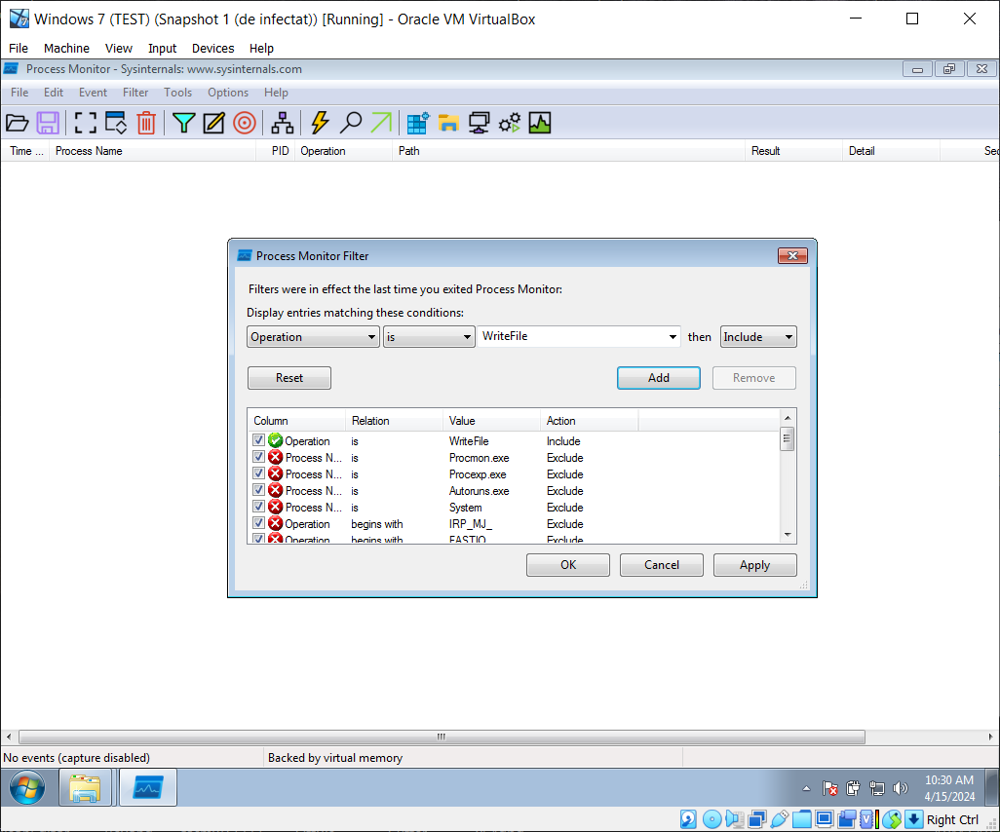 Windows 7 (TEST) (Snapshot 1 (de infectat)) [Running] - Oracle VM VirtualBox
File Machine View Input Devices Help
Process Monitor - Sysinternals: www.sysinternals.com
File Edit Event Filter Tools Options Help
Time ... Process Name PID Operation Path Result Detail Seq
Process Monitor Filter
Filters were in effect the last time you exited Process Monitor:
Display entries matching these conditions:
Operation is WriteFile then Include
Reset Add Remove
Column Relation Value Action
Operation is WriteFile Include
Process N... is Procmon.exe Exclude
Process N... is Procexp.exe Exclude
Process N... is Autoruns.exe Exclude
Process N... is System Exclude
Operation begins with IRP_MJ_ Exclude
Operation begins with FASTIO_ Exclude
OK Cancel Apply
No events (capture disabled) Backed by virtual memory
10:30 AM
4/15/2024
Right Ctrl